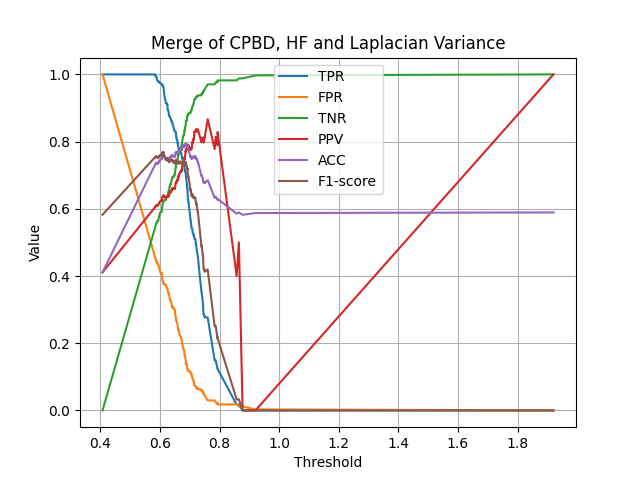 Merge of CPBD, HF and Laplacian Variance
TPR
FPR
TNR
PPV
ACC
F1-score
Value
1.0
0.8
0.6
0.4
0.2
0.0
0.4 0.6 0.8 1.0 1.2 1.4 1.6 1.8
Threshold